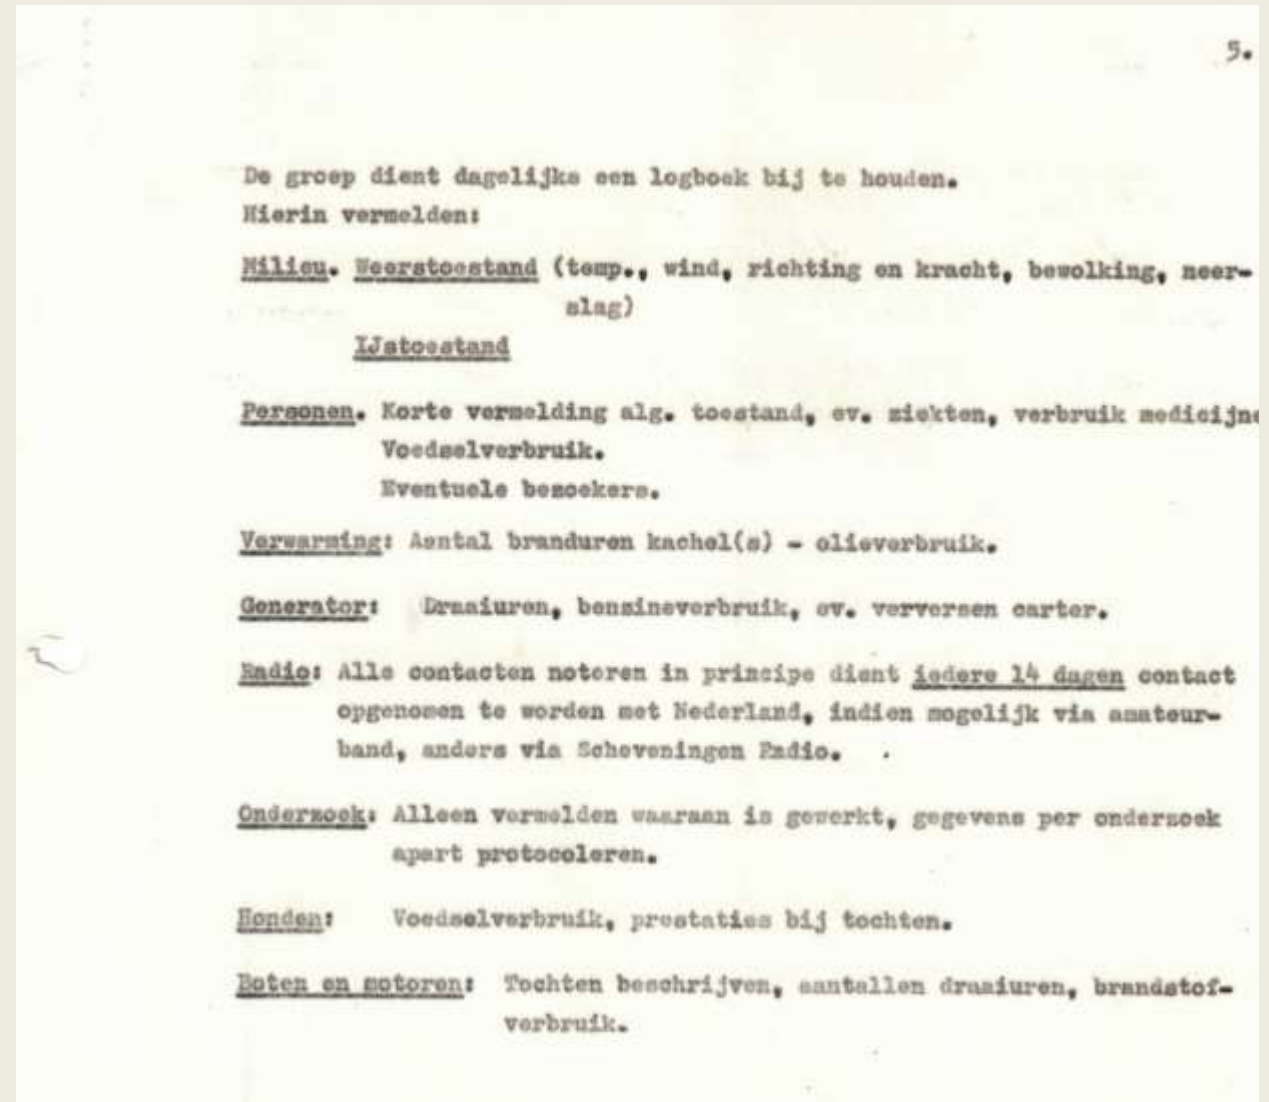 5.
De groep dient dagelijks een logboek bij te houden.
Hierin vermelden:
Milieu. Weerstoestand (temp., wind, richting en kracht, bewolking, neer-
slag)
IJstoestand
Personen. Korte vermelding alg. toestand, ev. ziekten, verbruik medicijne
Voedselverbruik.
Eventuele bezoekers.
Verwarming: Aantal branduren kachel(s) - olieverbruik.
Generator: Draaiuren, benzineverbruik, ev. verversen carter.
Radio: Alle contacten noteren in principe dient iedere 14 dagen contact
opgenomen te worden met Nederland, indien mogelijk via amateur-
band, anders via Scheveningen Radio.
Onderzoek: Alleen vermelden waaraan is gewerkt, gegevens per onderzoek
apart protocoleren.
Honden: Voedselverbruik, prestaties bij tochten.
Boten en motoren: Tochten beschrijven, aantallen draaiuren, brandstof-
verbruik.